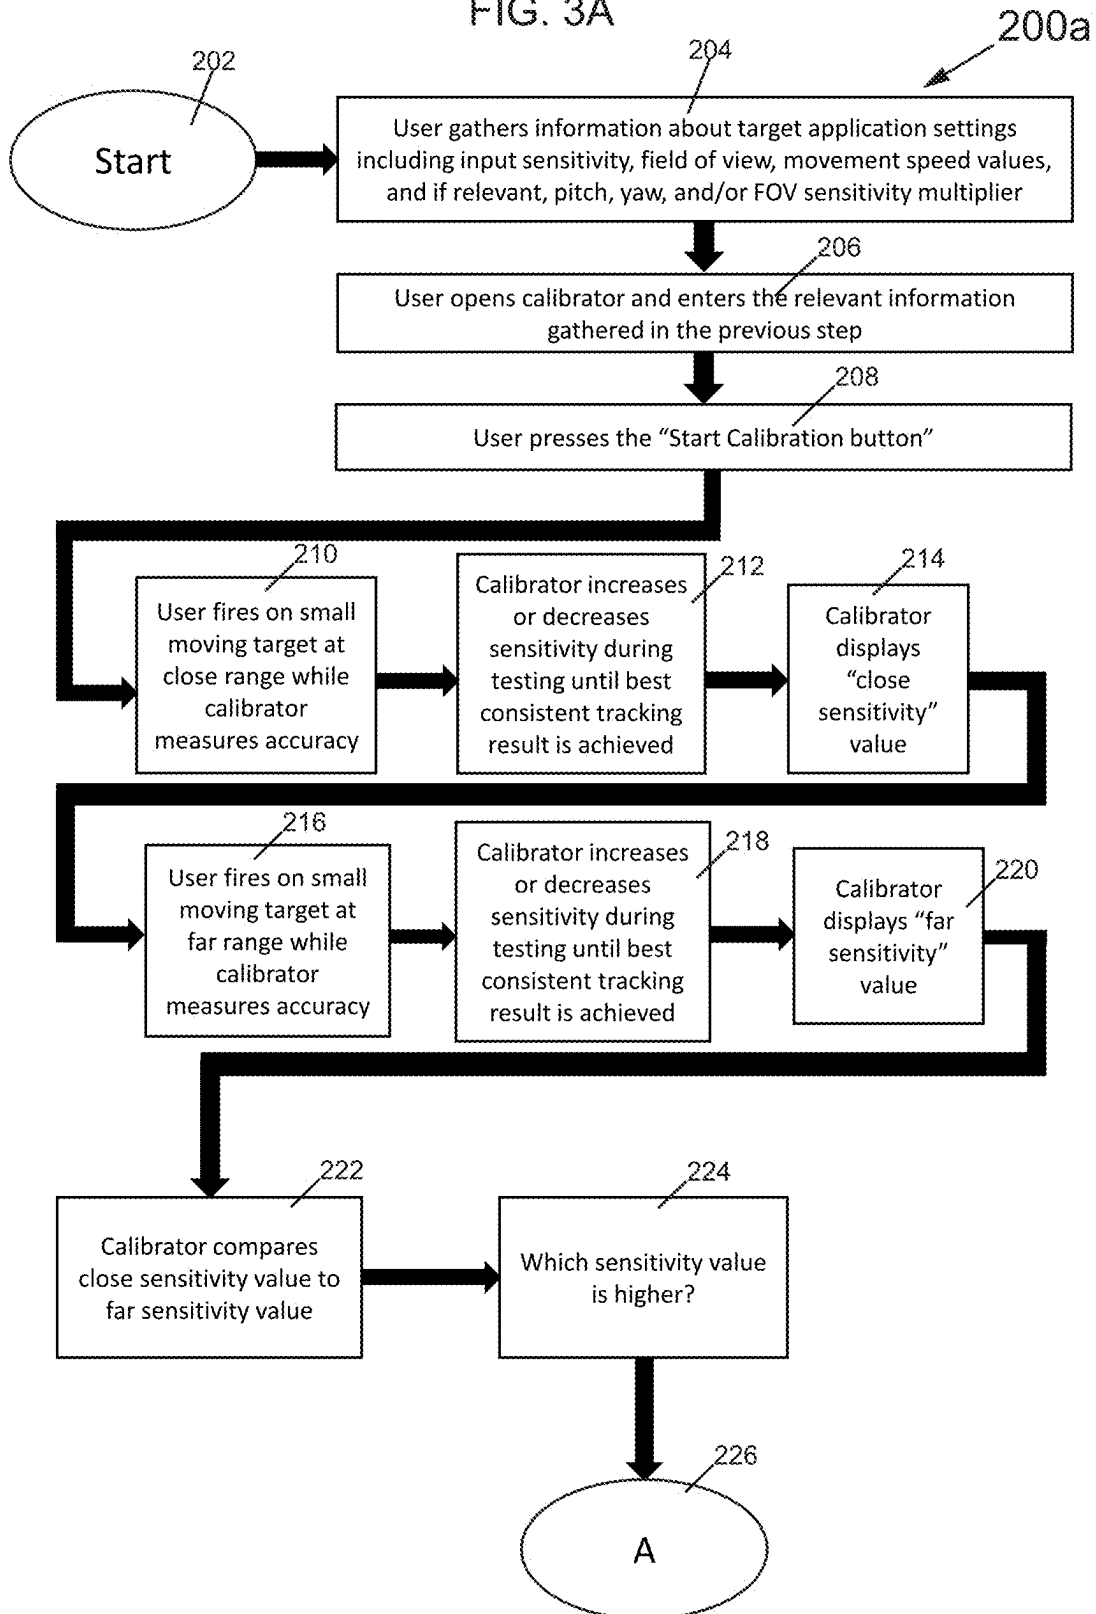 FIG. 3A
200a
202
204
Start
User gathers information about target application settings
including input sensitivity, field of view, movement speed values,
and if relevant, pitch, yaw, and/or FOV sensitivity multiplier
206
User opens calibrator and enters the relevant information
gathered in the previous step
208
User presses the “Start Calibration button”
210
User fires on small
moving target at
close range while
calibrator
measures accuracy
212
Calibrator increases
or decreases
sensitivity during
testing until best
consistent tracking
result is achieved
214
Calibrator
displays
“close
sensitivity”
value
216
User fires on small
moving target at
far range while
calibrator
measures accuracy
218
Calibrator increases
or decreases
sensitivity during
testing until best
consistent tracking
result is achieved
220
Calibrator
displays “far
sensitivity”
value
222
Calibrator compares
close sensitivity value to
far sensitivity value
224
Which sensitivity value
is higher?
226
A